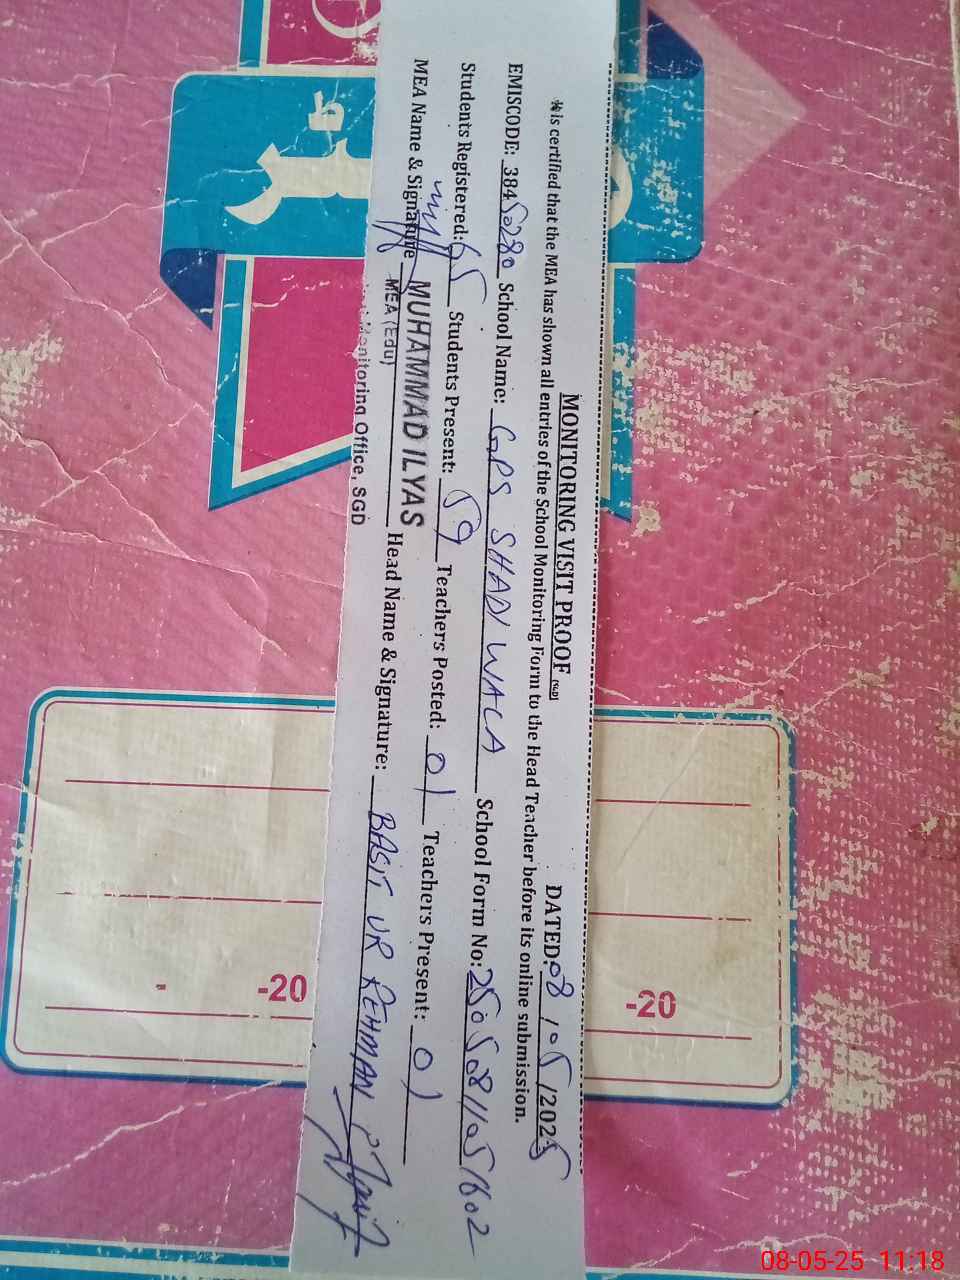 MONITORING VISIT PROOF (SGD) DATED: 08/05/2025
It is certified that the MEA has shown all entries of the School Monitoring Form to the Head Teacher before its online submission.
EMISCODE: 38450280 School Name: GPS SHADI WALA School Form No:
Students Registered: 65 Students Present: 59 Teachers Posted: 01 Teachers Present: 01
MEA Name & Signature MUHAMMAD ILYAS Head Name & Signature: BASIT UR REHMAN
MEA (Edu)
Monitoring Office, SGD
-20
-20
08-05-25 11:18